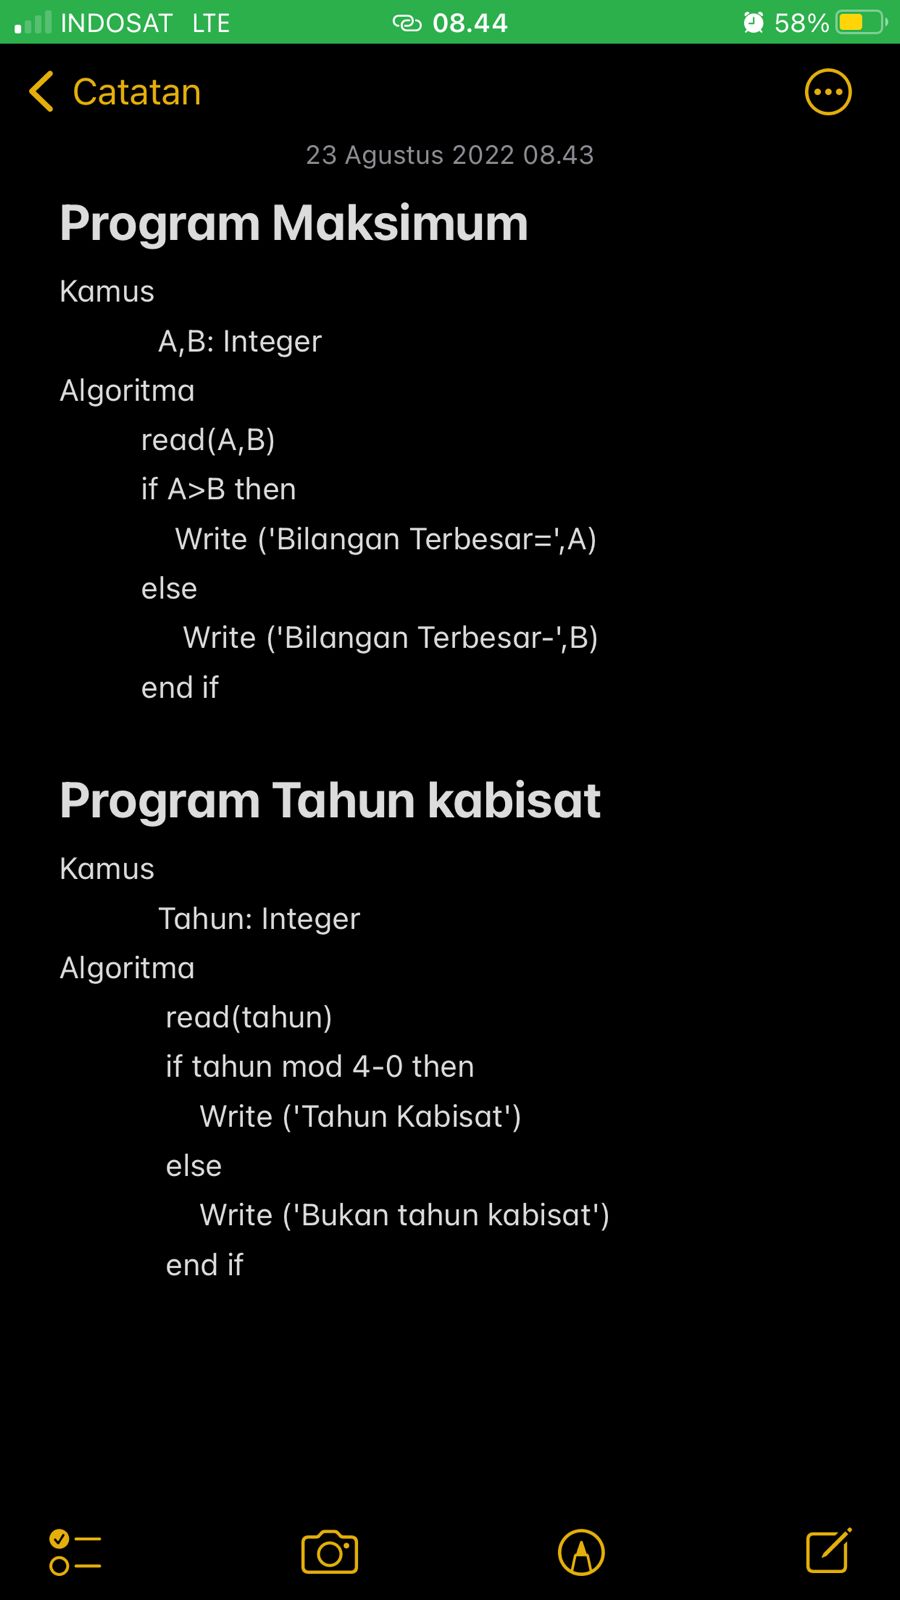 INDOSAT LTE 08.44 58%
Catatan
23 Agustus 2022 08.43
Program Maksimum
Kamus
A,B: Integer
Algoritma
read(A,B)
if A>B then
Write ('Bilangan Terbesar=',A)
else
Write ('Bilangan Terbesar-',B)
end if
Program Tahun kabisat
Kamus
Tahun: Integer
Algoritma
read(tahun)
if tahun mod 4-0 then
Write ('Tahun Kabisat')
else
Write ('Bukan tahun kabisat')
end if